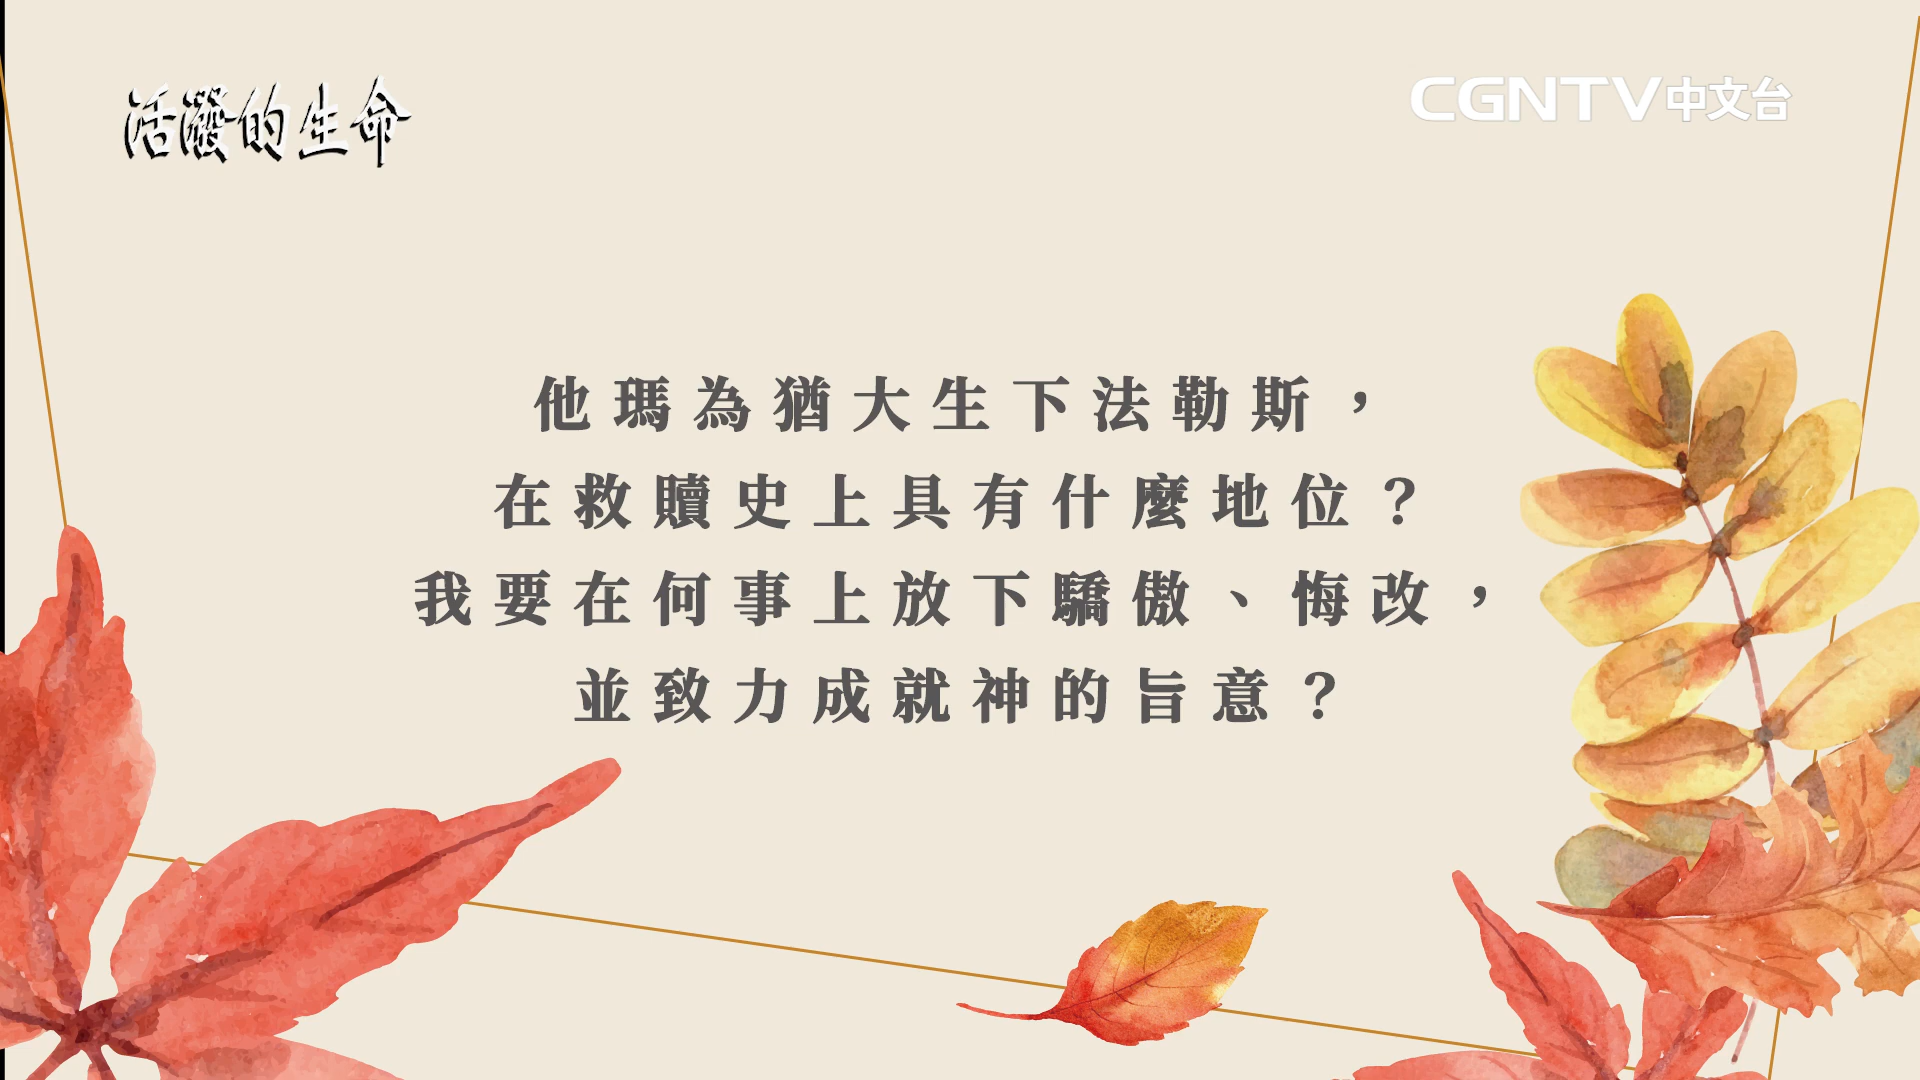 活潑的生命
CGNTV中文台
他瑪為猶大生下法勒斯，
在救贖史上具有什麼地位？
我要在何事上放下驕傲、悔改，
並致力成就神的旨意？